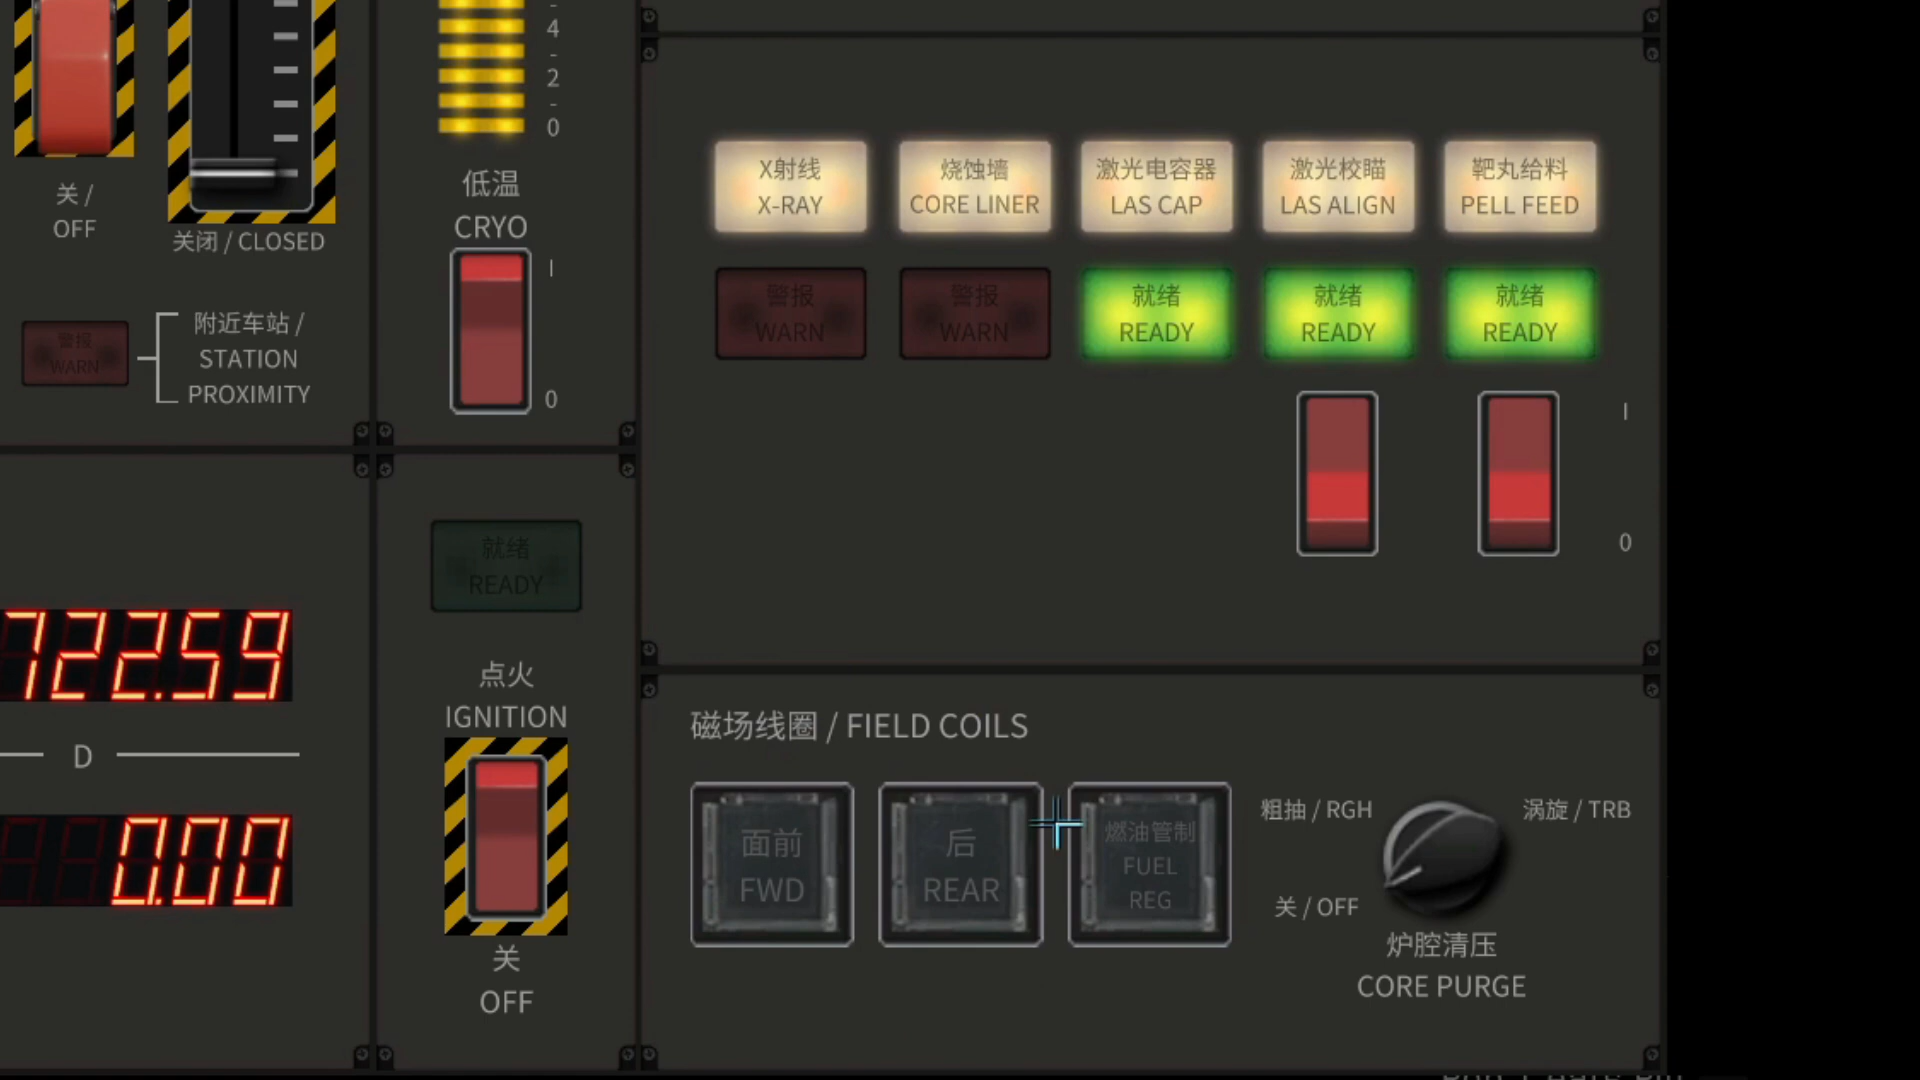 关 /
OFF
关闭 / CLOSED
警报
WARN
附近车站 /
STATION
PROXIMITY
-
4
-
2
-
0
低温
CRYO
I
0
X射线
X-RAY
烧蚀墙
CORE LINER
激光电容器
LAS CAP
激光校瞄
LAS ALIGN
靶丸给料
PELL FEED
警报
WARN
警报
WARN
就绪
READY
就绪
READY
就绪
READY
I
0
722.59
D
0.00
就绪
READY
点火
IGNITION
关
OFF
磁场线圈 / FIELD COILS
面前
FWD
后
REAR
燃油管制
FUEL
REG
粗抽 / RGH
涡旋 / TRB
关 / OFF
炉腔清压
CORE PURGE